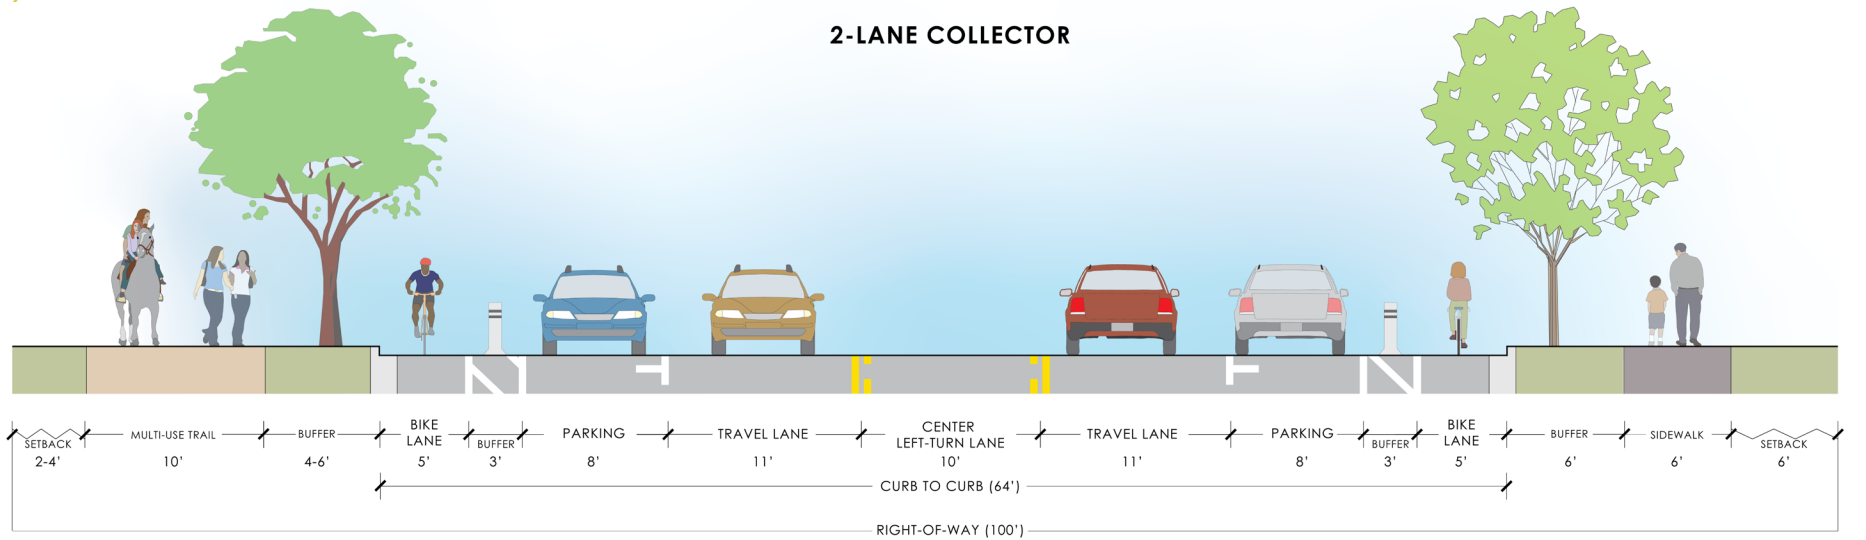 2-LANE COLLECTOR
SETBACK
2-4'
MULTI-USE TRAIL
10'
BUFFER
4-6'
BIKE
LANE
5'
BUFFER
3'
PARKING
8'
TRAVEL LANE
11'
CENTER
LEFT-TURN LANE
10'
TRAVEL LANE
11'
PARKING
8'
BUFFER
3'
BIKE
LANE
5'
BUFFER
6'
SIDEWALK
6'
SETBACK
6'
CURB TO CURB (64')
RIGHT-OF-WAY (100')